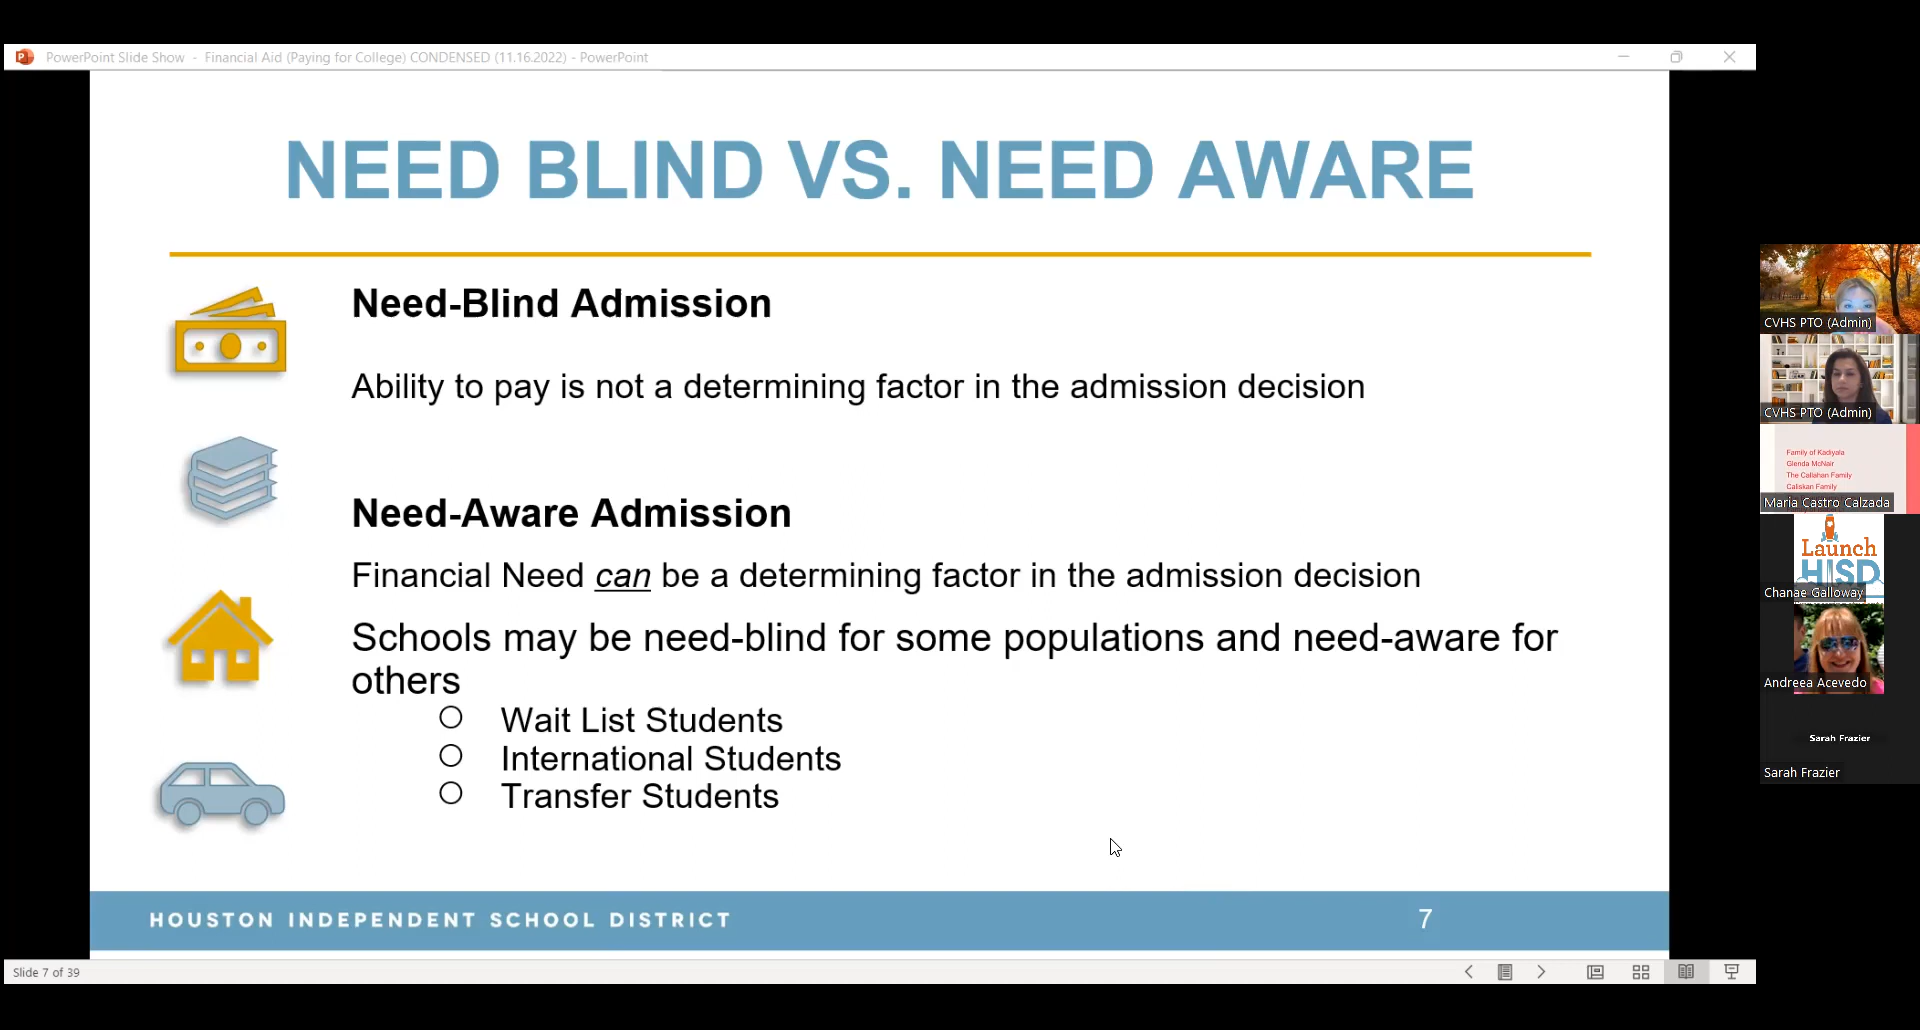 PowerPoint Slide Show - Financial Aid (Paying for College) CONDENSED (11.16.2022) - PowerPoint
NEED BLIND VS. NEED AWARE
Need-Blind Admission
Ability to pay is not a determining factor in the admission decision
Need-Aware Admission
Financial Need can be a determining factor in the admission decision
Schools may be need-blind for some populations and need-aware for
others
Wait List Students
International Students
Transfer Students
HOUSTON INDEPENDENT SCHOOL DISTRICT
7
Slide 7 of 39
CVHS PTO (Admin)
CVHS PTO (Admin)
Family of Kadiyala
Glenda McNair
The Callahan Family
Caliskan Family
Maria Castro Calzada
Launch
HISD
Chanae Galloway
Andreea Acevedo
Sarah Frazier
Sarah Frazier